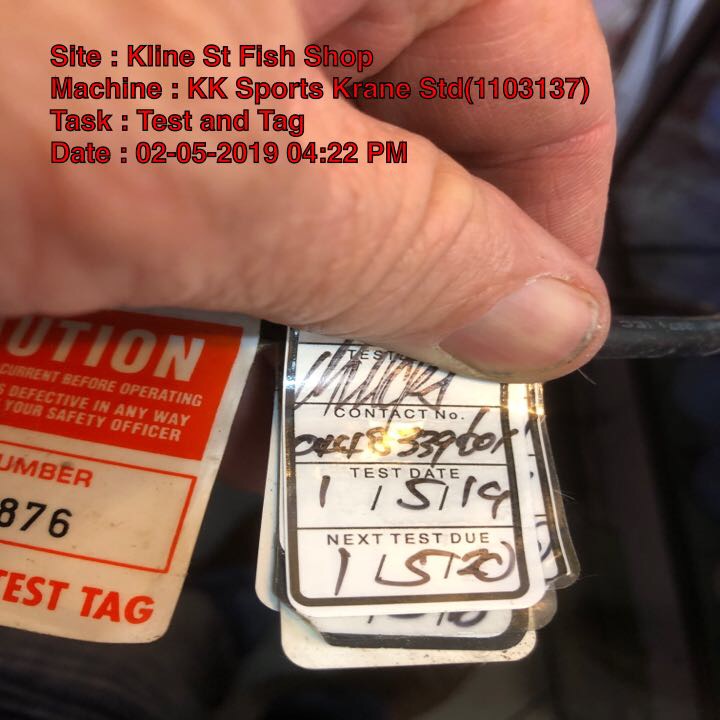 Site : Kline St Fish Shop
Machine : KK Sports Krane Std(1103137)
Task : Test and Tag
Date : 02-05-2019 04:22 PM
UTION
CURRENT BEFORE OPERATING
DEFECTIVE IN ANY WAY
YOUR SAFETY OFFICER
UMBER
876
TEST TAG
CONTACT No.
TEST DATE
1 / 5 / 19
NEXT TEST DUE
1 / 5 / 20